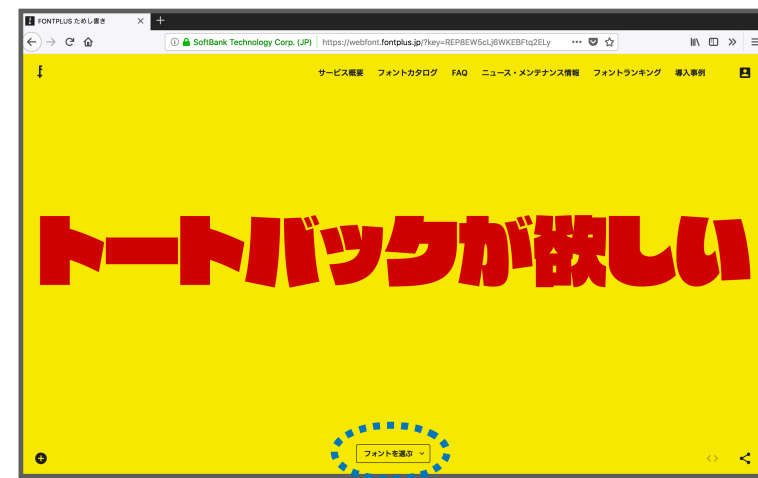 FONTPLUS ためし書き
SoftBank Technology Corp. (JP) https://webfont.fontplus.jp/?key=REP8EW5cLj6WKEBFtq2ELy
サービス概要 フォントカタログ FAQ ニュース・メンテナンス情報 フォントランキング 導入事例
トートバックが欲しい
フォントを選ぶ